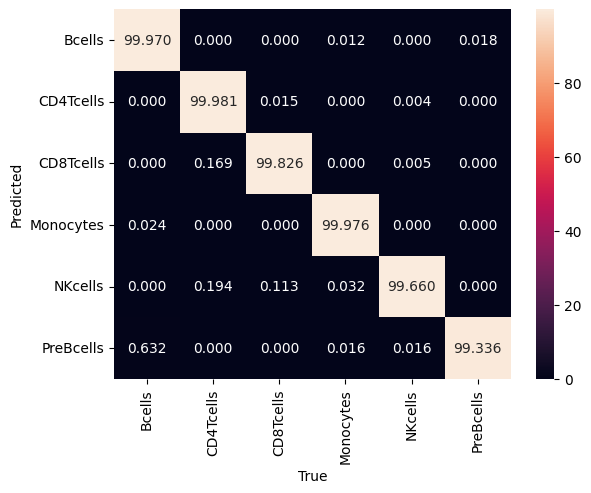 Predicted
Bcells 99.970 0.000 0.000 0.012 0.000 0.018
CD4Tcells 0.000 99.981 0.015 0.000 0.004 0.000
CD8Tcells 0.000 0.169 99.826 0.000 0.005 0.000
Monocytes 0.024 0.000 0.000 99.976 0.000 0.000
NKcells 0.000 0.194 0.113 0.032 99.660 0.000
PreBcells 0.632 0.000 0.000 0.016 0.016 99.336
Bcells CD4Tcells CD8Tcells Monocytes NKcells PreBcells
True
80
60
40
20
0